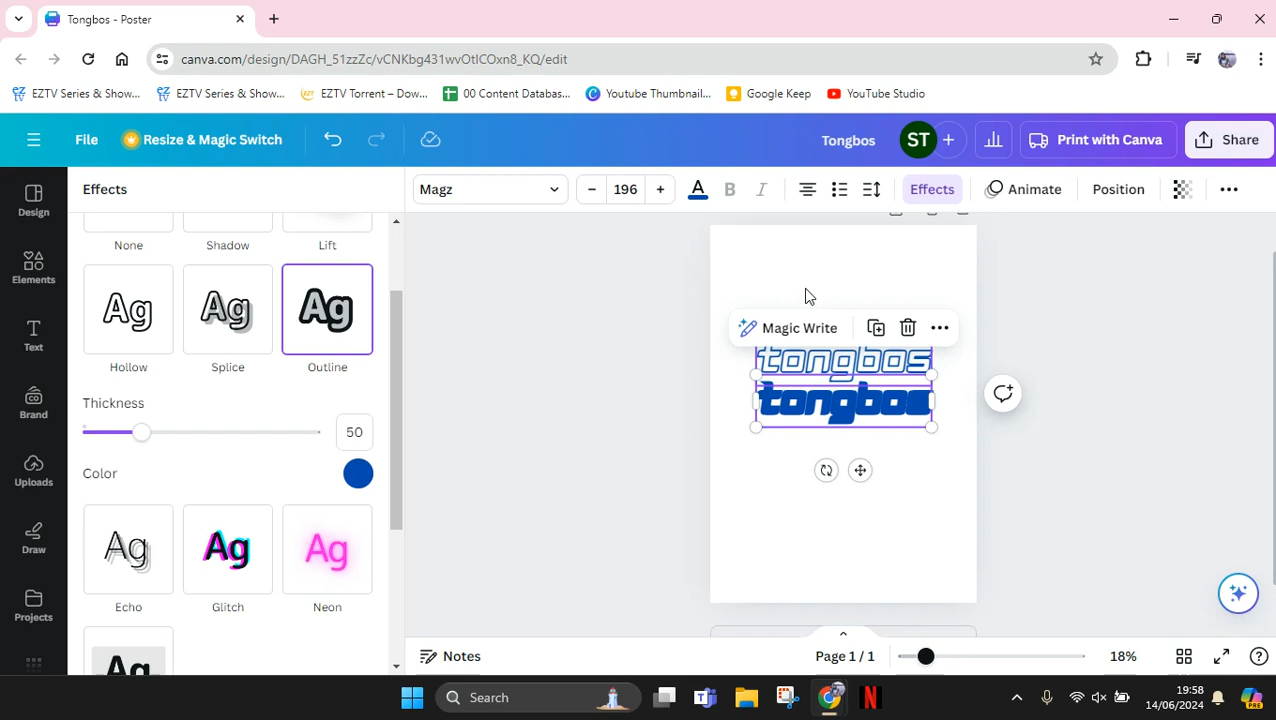 Tongbos - Poster
canva.com/design/DAGH_51zzZc/vCNKbg431wvOtICOxn8_KQ/edit
EZTV Series & Show...
EZTV Series & Show...
EZTV Torrent – Dow...
00 Content Databas...
Youtube Thumbnail...
Google Keep
YouTube Studio
File
Resize & Magic Switch
Tongbos
ST
Print with Canva
Share
Design
Elements
Text
Brand
Uploads
Draw
Projects
Effects
None
Shadow
Lift
Ag
Ag
Ag
Hollow
Splice
Outline
Thickness
50
Color
Ag
Ag
Ag
Echo
Glitch
Neon
Ag
Magz
196
A
B
I
Effects
Animate
Position
Magic Write
tongbos
tongbos
Notes
Page 1 / 1
18%
Search
19:58
14/06/2024
PRE